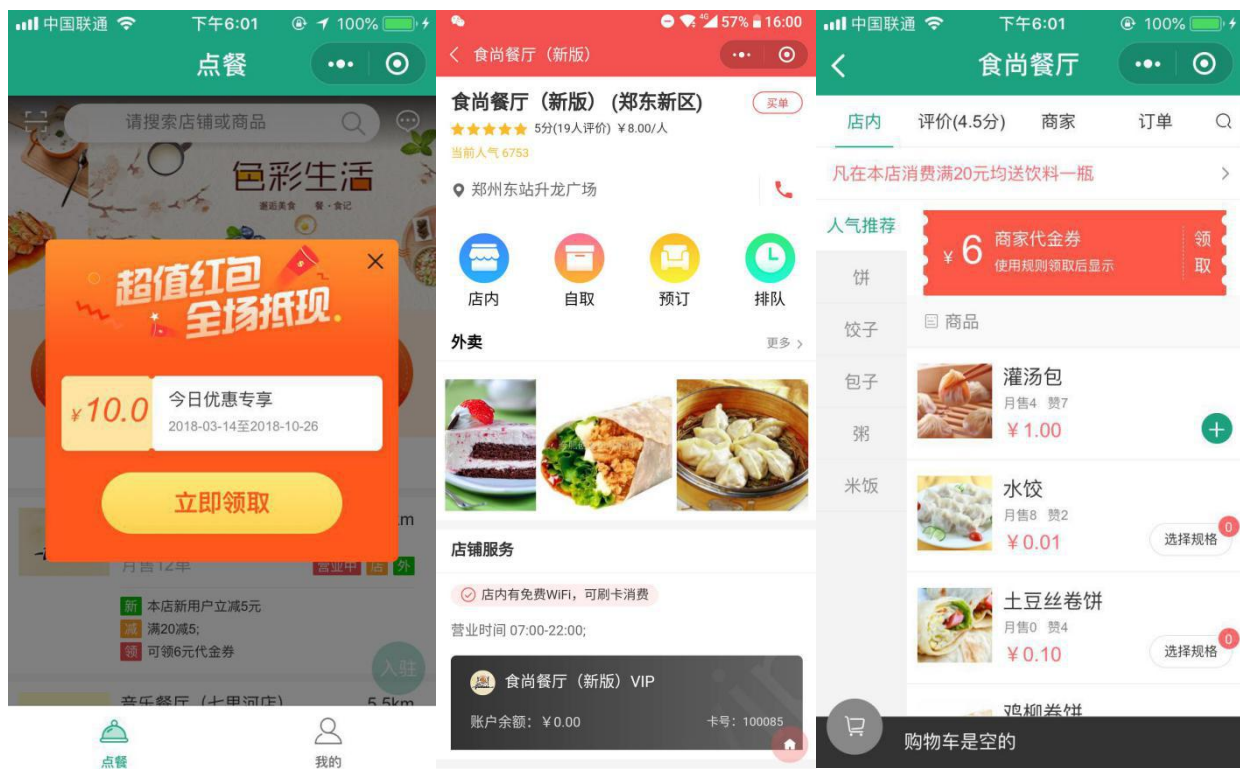 中国联通 下午6:01 100%
点餐
请搜索店铺或商品
色彩生活
邂逅美食 餐·食记
超值红包
全场抵现
¥10.0
今日优惠专享
2018-03-14至2018-10-26
立即领取
月售12单
营业中 店 外
新 本店新用户立减5元
减 满20减5;
领 可领6元代金券
入驻
音乐餐厅（七里河店） 5.5km
点餐 我的
4G 57% 16:00
食尚餐厅（新版）
食尚餐厅（新版）(郑东新区) 买单
5分(19人评价) ¥8.00/人
当前人气 6753
郑州东站升龙广场
店内 自取 预订 排队
外卖 更多
店铺服务
店内有免费WiFi，可刷卡消费
营业时间 07:00-22:00;
食尚餐厅（新版）VIP
账户余额：¥0.00 卡号：100085
中国联通 下午6:01 100%
食尚餐厅
店内 评价(4.5分) 商家 订单
凡在本店消费满20元均送饮料一瓶
人气推荐
饼
饺子
包子
粥
米饭
¥6 商家代金券 领取
使用规则领取后显示
商品
灌汤包
月售4 赞7
¥1.00
水饺
月售8 赞2
¥0.01 选择规格 0
土豆丝卷饼
月售0 赞4
¥0.10 选择规格 0
鸡柳卷饼
购物车是空的